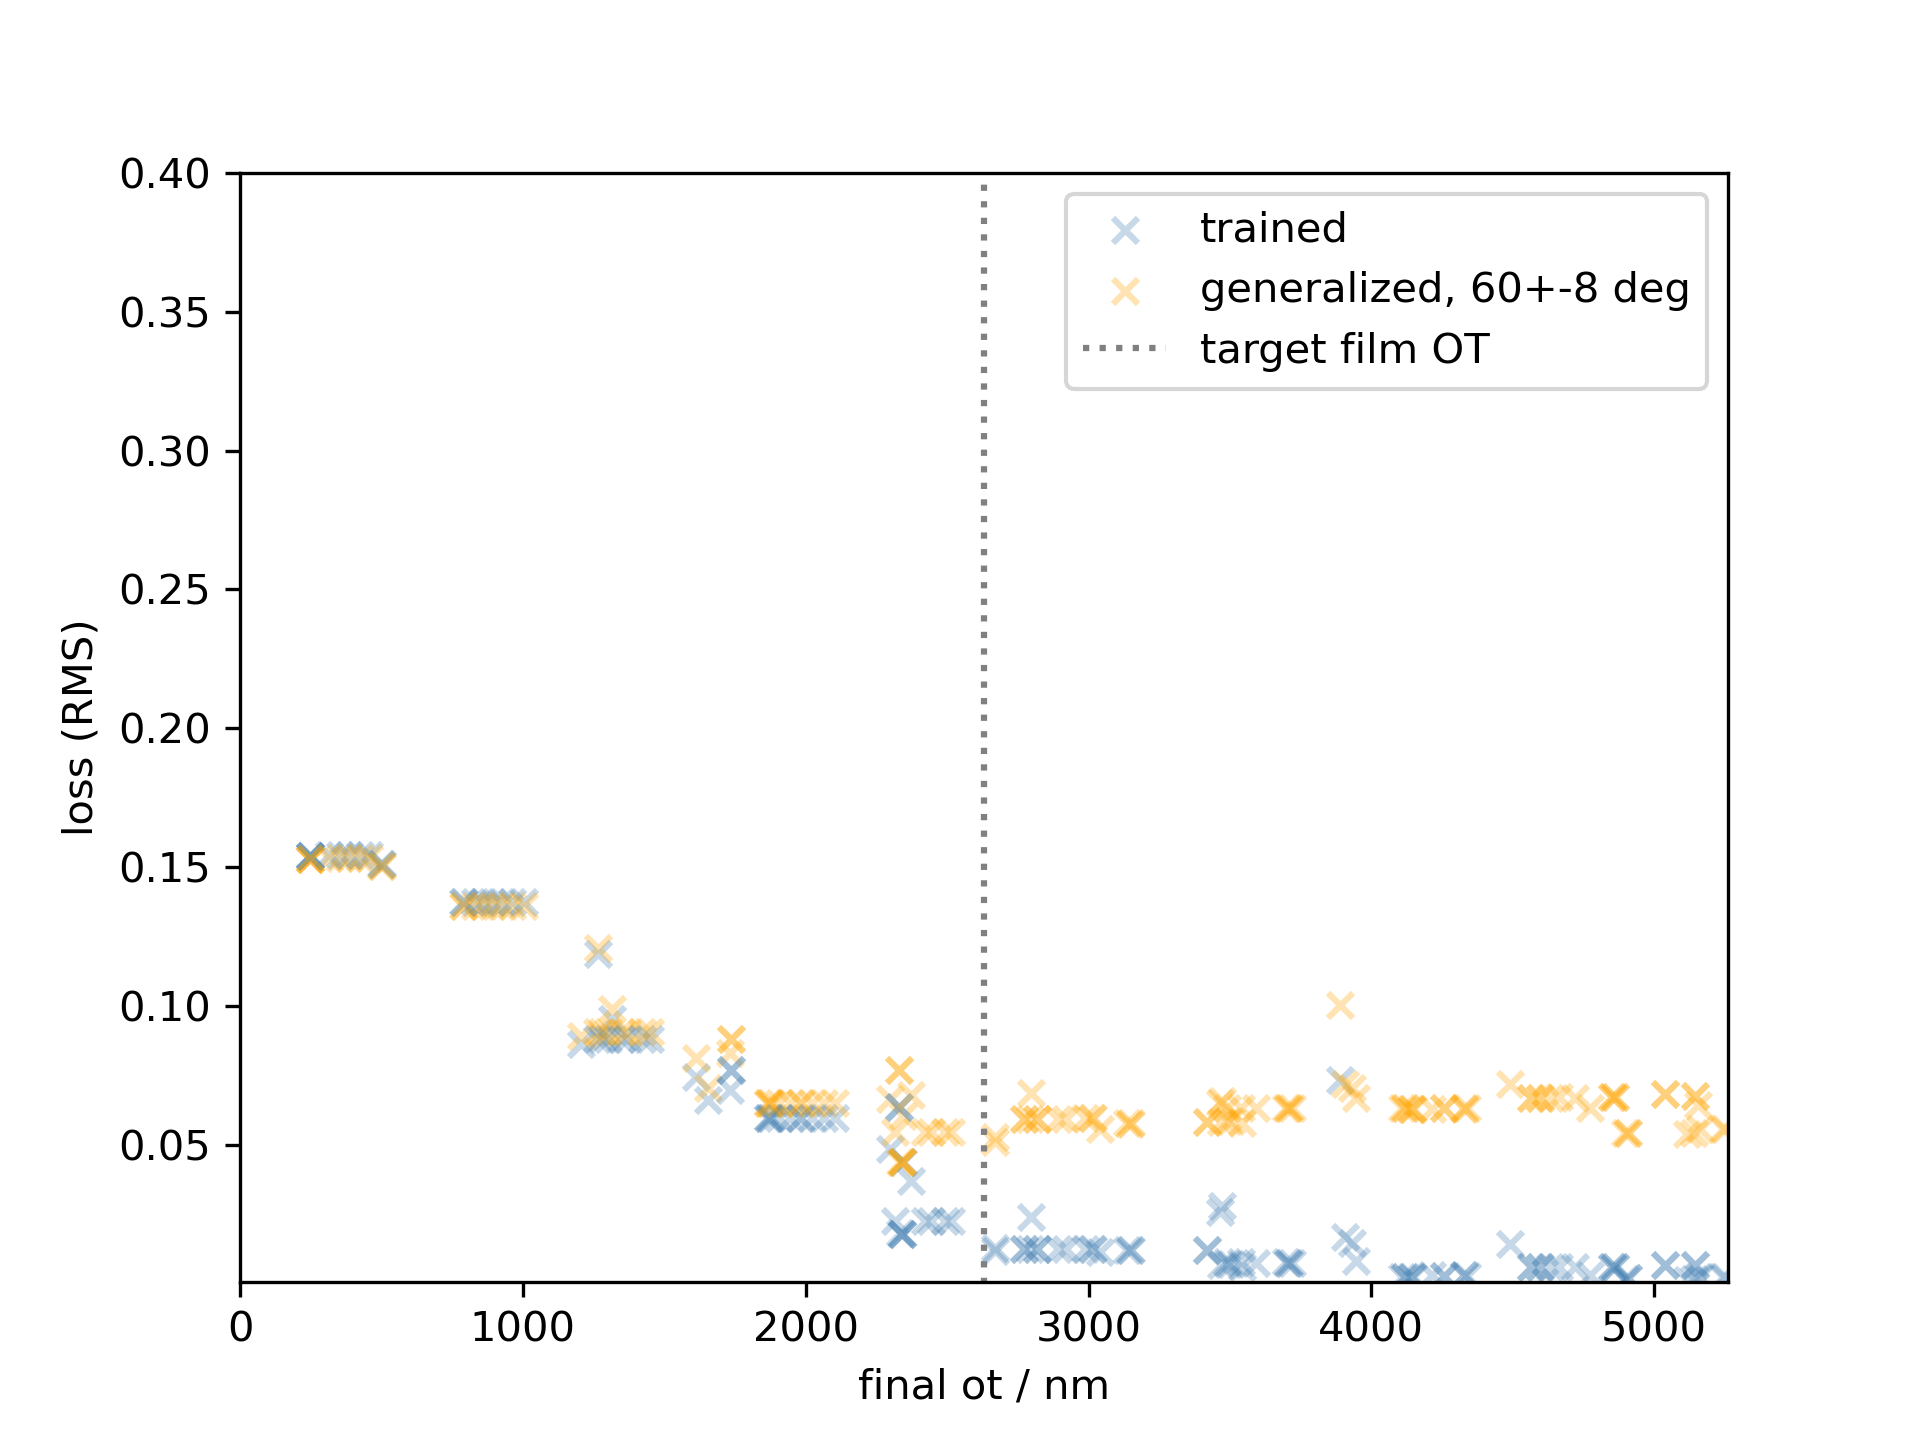 0.40
0.35
0.30
0.25
0.20
0.15
0.10
0.05
loss (RMS)
trained
generalized, 60+-8 deg
target film OT
0 1000 2000 3000 4000 5000
final ot / nm